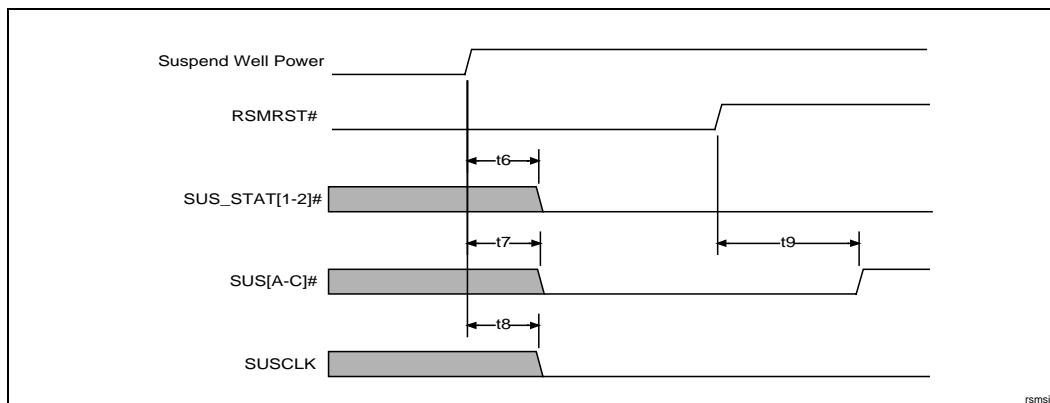 Suspend Well Power
RSMRST#
t6
SUS_STAT[1-2]#
t7
t9
SUS[A-C]#
t8
SUSCLK
rsmsi